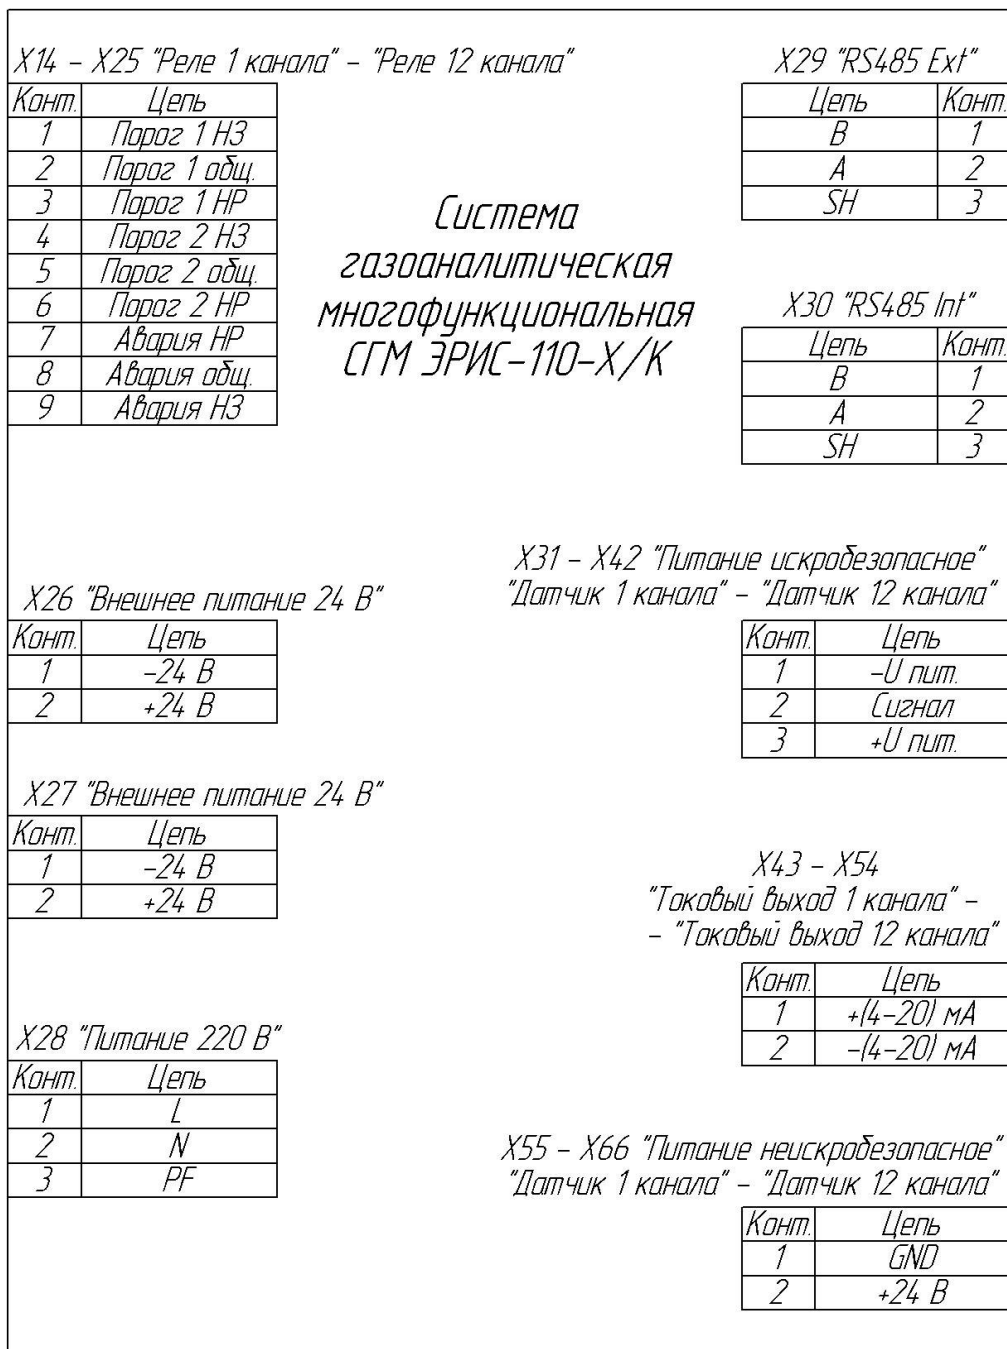 X14 – X25 "Реле 1 канала" – "Реле 12 канала"
Конт. Цепь
1 Порог 1 НЗ
2 Порог 1 общ.
3 Порог 1 НР
4 Порог 2 НЗ
5 Порог 2 общ.
6 Порог 2 НР
7 Авария НР
8 Авария общ.
9 Авария НЗ
Система
газоаналитическая
многофункциональная
СГМ ЭРИС-110-Х/К
X29 "RS485 Ext"
Цепь Конт.
B 1
A 2
SH 3
X30 "RS485 Int"
Цепь Конт.
B 1
A 2
SH 3
X26 "Внешнее питание 24 В"
Конт. Цепь
1 –24 В
2 +24 В
X27 "Внешнее питание 24 В"
Конт. Цепь
1 –24 В
2 +24 В
X28 "Питание 220 В"
Конт. Цепь
1 L
2 N
3 PF
X31 – X42 "Питание искробезопасное"
"Датчик 1 канала" – "Датчик 12 канала"
Конт. Цепь
1 –U пит.
2 Сигнал
3 +U пит.
X43 – X54
"Токовый выход 1 канала" –
– "Токовый выход 12 канала"
Конт. Цепь
1 +(4–20) мА
2 –(4–20) мА
X55 – X66 "Питание неискробезопасное"
"Датчик 1 канала" – "Датчик 12 канала"
Конт. Цепь
1 GND
2 +24 В